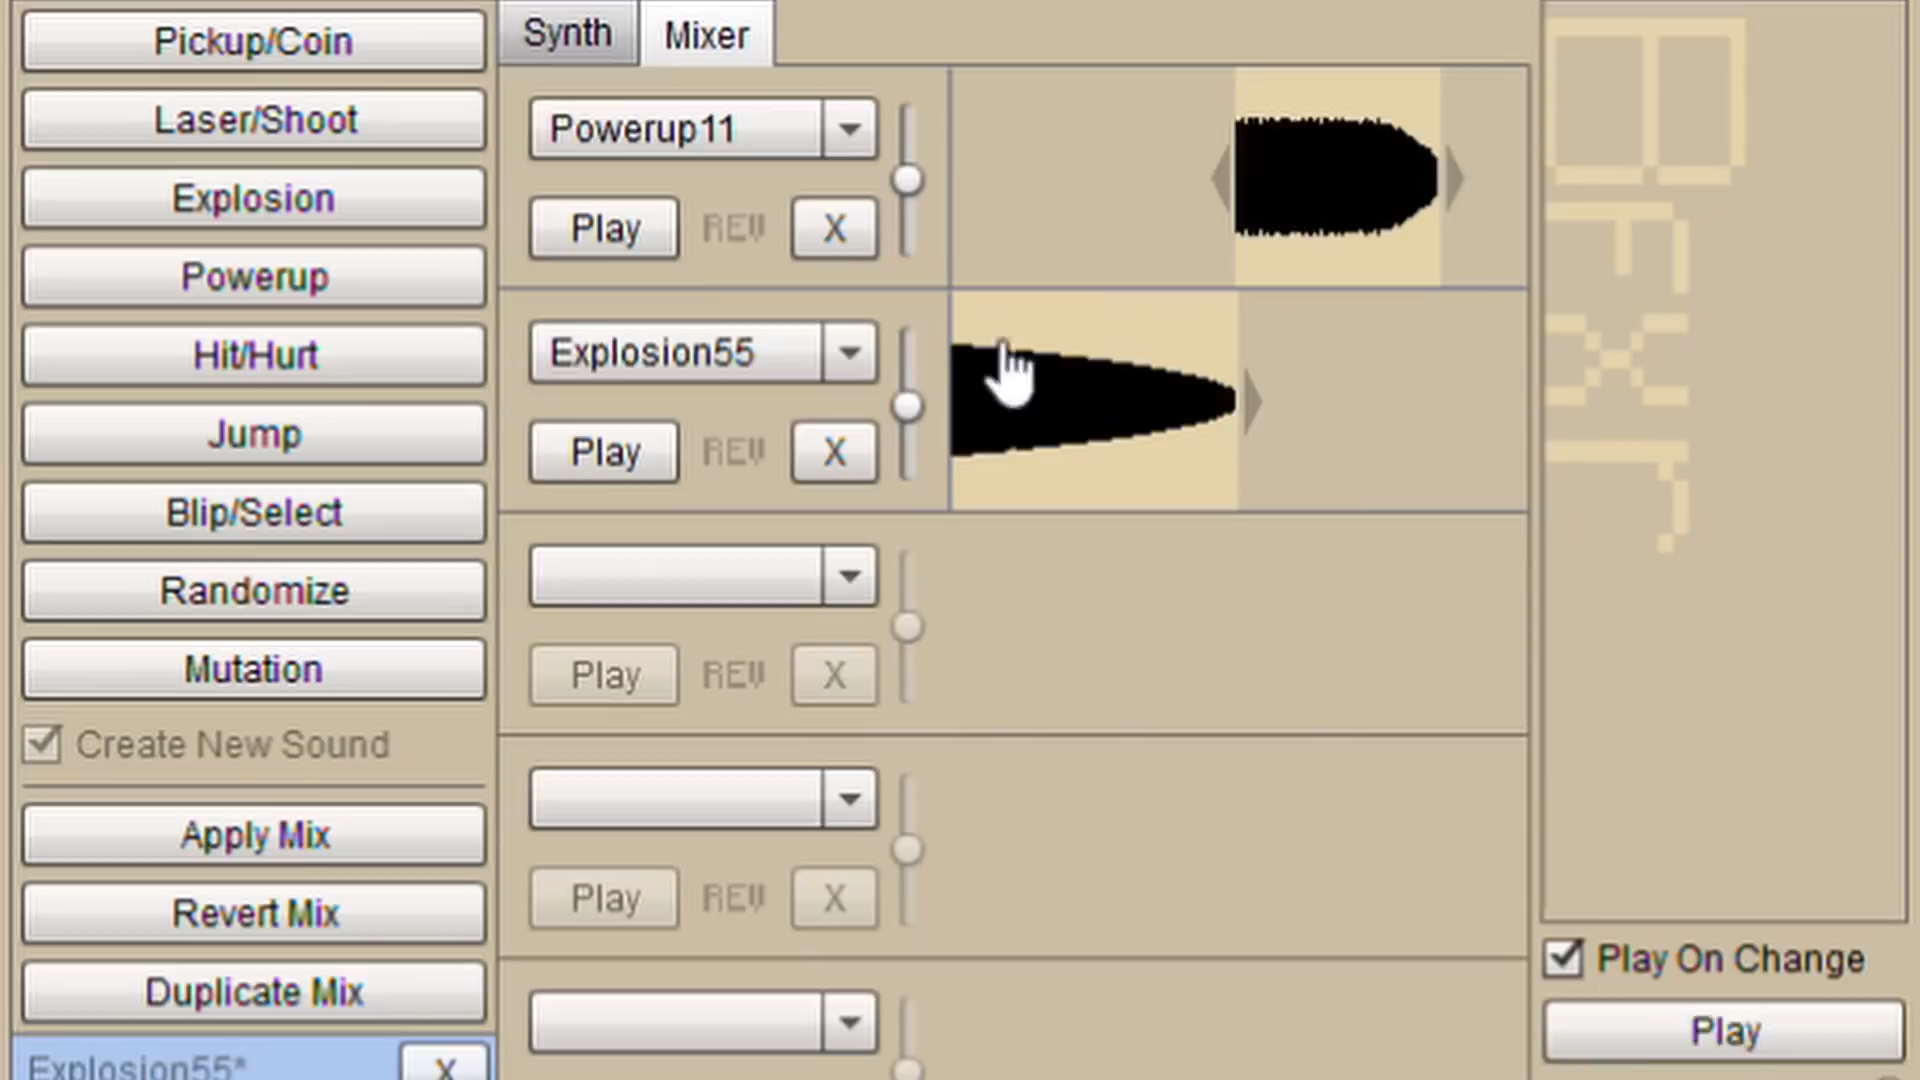 Pickup/Coin
Laser/Shoot
Explosion
Powerup
Hit/Hurt
Jump
Blip/Select
Randomize
Mutation
Create New Sound
Apply Mix
Revert Mix
Duplicate Mix
Explosion55*
X
Synth
Mixer
Powerup11
Play
REV
X
Explosion55
Play
REV
X
Play
REV
X
Play
REV
X
Bfxr
Play On Change
Play